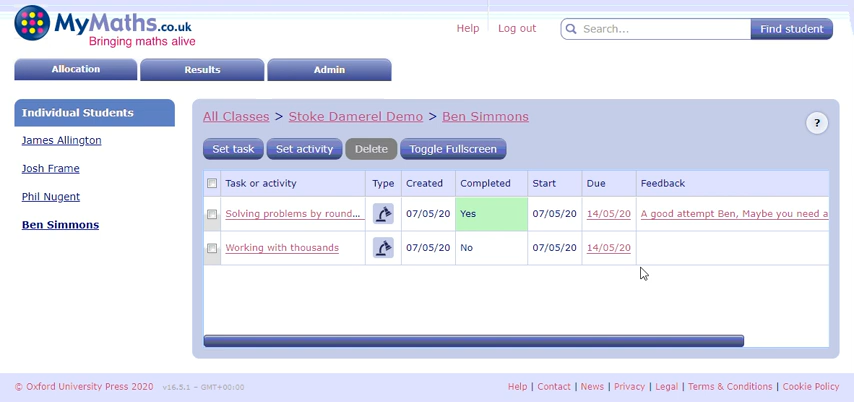 MyMaths.co.uk
Bringing maths alive
Help Log out Search... Find student
Allocation Results Admin
Individual Students
James Allington
Josh Frame
Phil Nugent
Ben Simmons
All Classes > Stoke Damerel Demo > Ben Simmons
?
Set task Set activity Delete Toggle Fullscreen
Task or activity Type Created Completed Start Due Feedback
Solving problems by round... 07/05/20 Yes 07/05/20 14/05/20 A good attempt Ben, Maybe you need a
Working with thousands 07/05/20 No 07/05/20 14/05/20
© Oxford University Press 2020 v16.5.1 – GMT+00:00
Help | Contact | News | Privacy | Legal | Terms & Conditions | Cookie Policy